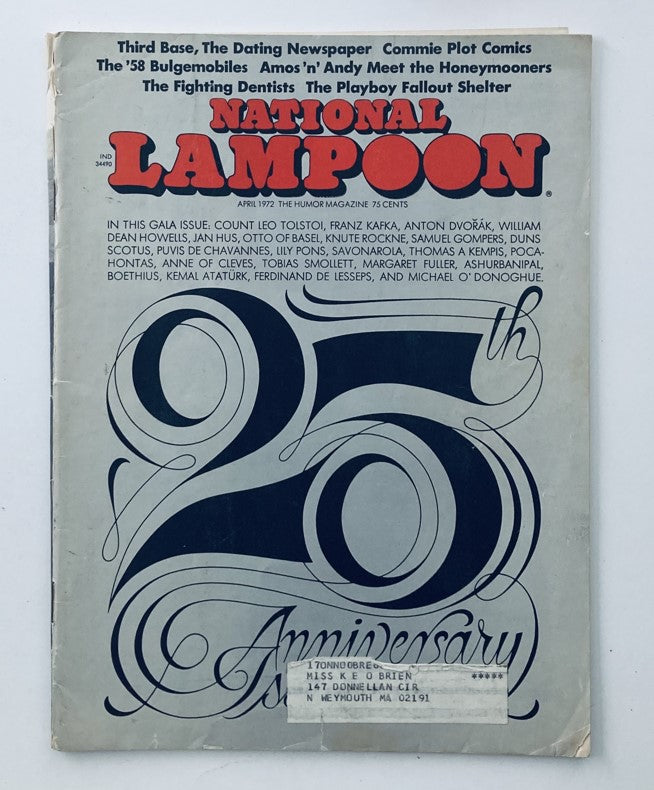 Third Base, The Dating Newspaper Commie Plot Comics
The '58 Bulgemobiles Amos 'n' Andy Meet the Honeymooners
The Fighting Dentists The Playboy Fallout Shelter
NATIONAL
LAMPOON®
IND
34490
APRIL 1972 THE HUMOR MAGAZINE 75 CENTS
IN THIS GALA ISSUE: COUNT LEO TOLSTOI, FRANZ KAFKA, ANTON DVOŘÁK, WILLIAM
DEAN HOWELLS, JAN HUS, OTTO OF BASEL, KNUTE ROCKNE, SAMUEL GOMPERS, DUNS
SCOTUS, PUVIS DE CHAVANNES, LILY PONS, SAVONAROLA, THOMAS A KEMPIS, POCA-
HONTAS, ANNE OF CLEVES, TOBIAS SMOLLETT, MARGARET FULLER, ASHURBANIPAL,
BOETHIUS, KEMAL ATATÜRK, FERDINAND DE LESSEPS, AND MICHAEL O'DONOGHUE.
25th
Anniversary
MISS K E O BRIEN *****
147 DONNELLAN CIR
N WEYMOUTH MA 02191